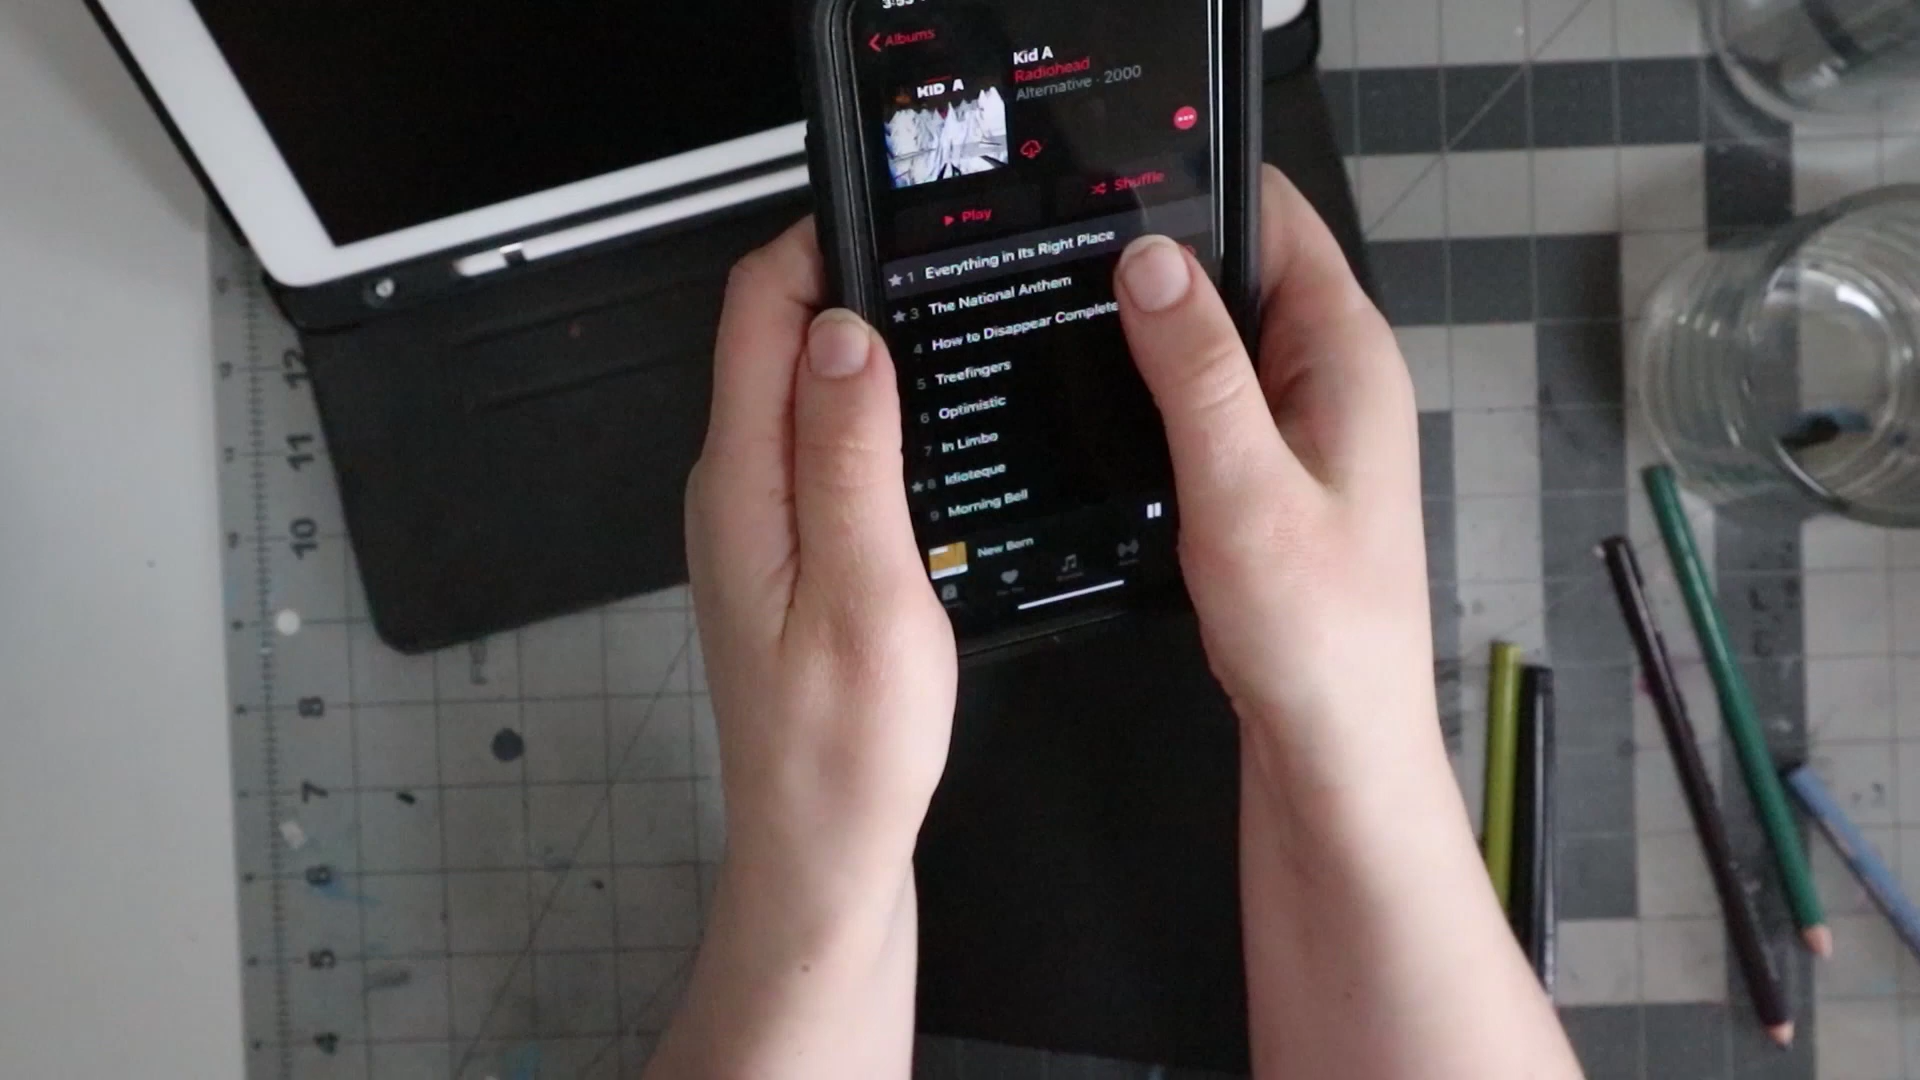 Albums
Kid A
Radiohead
Alternative · 2000
KID A
Play
Shuffle
1 Everything in Its Right Place
3 The National Anthem
4 How to Disappear Complete
5 Treefingers
6 Optimistic
7 In Limbo
8 Idioteque
9 Morning Bell
New Born
12
11
10
8
7
6
5
4